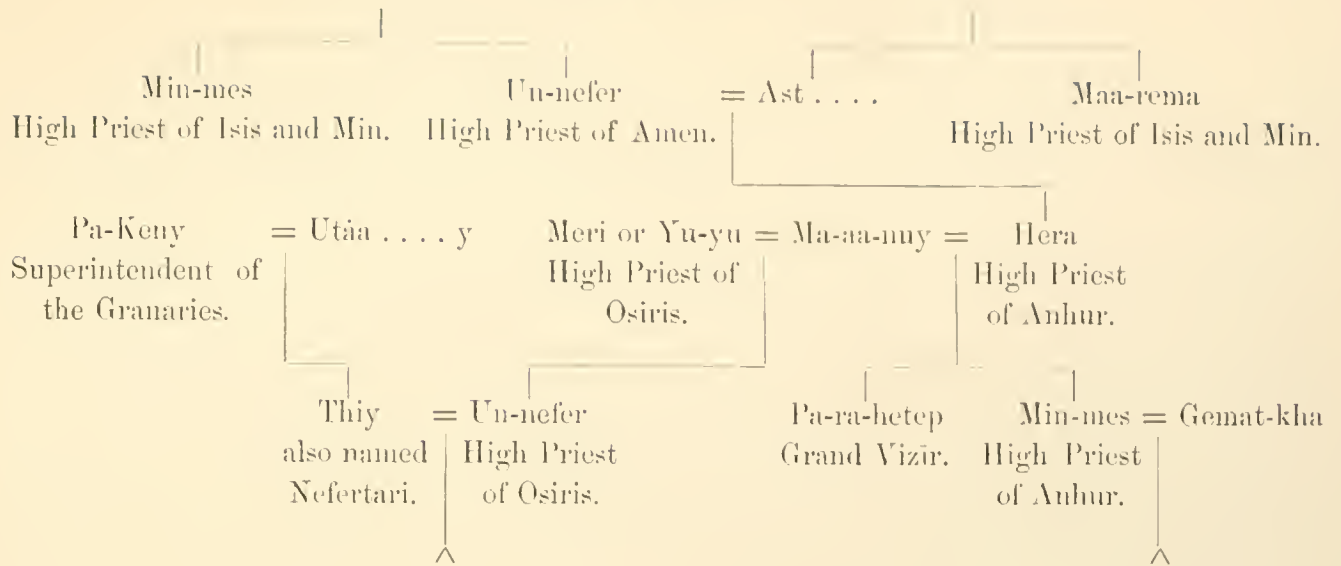 Min-mes Un-nefer = Ast . . . . Maa-rema
High Priest of Isis and Min. High Priest of Amen. High Priest of Isis and Min.
Pa-Keny = Utàa . . . . y Meri or Yu-yu = Ma-aa-nuy = Hera
Superintendent of High Priest of High Priest
the Granaries. Osiris. of Anhur.
Thiy = Un-nefer Pa-ra-hetep Min-mes = Gemat-kha
also named High Priest Grand Vizīr. High Priest
Nefertari. of Osiris. of Anhur.